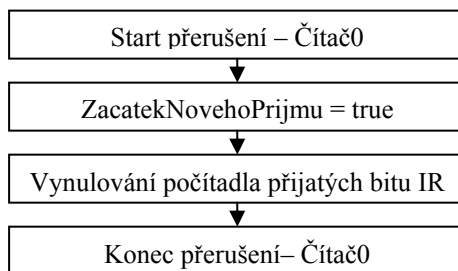 Start přerušení – Čítač0
ZacatekNovehoPrijmu = true
Vynulování počítadla přijatých bitu IR
Konec přerušení– Čítač0